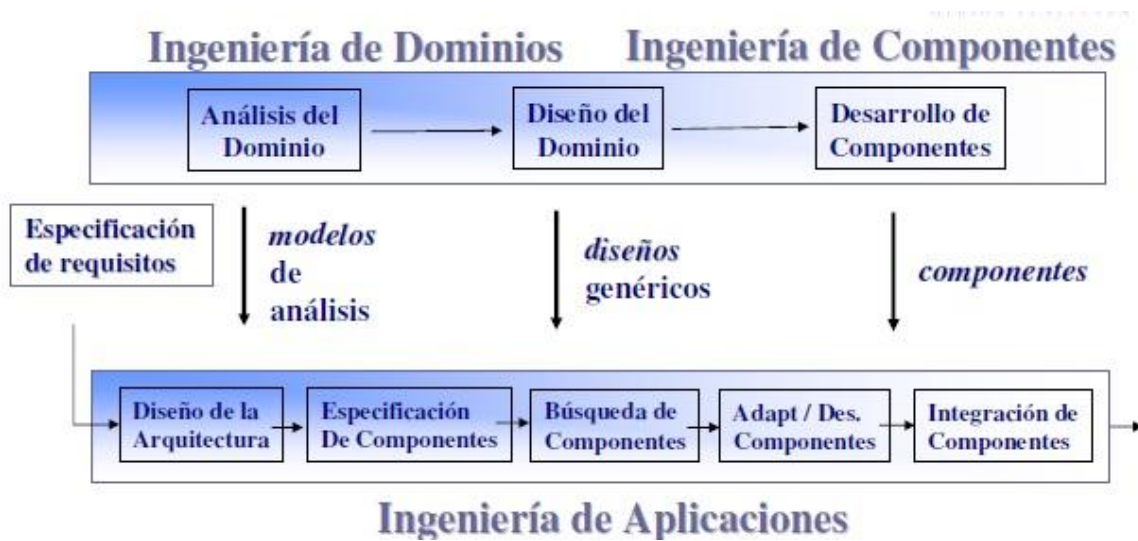 Ingeniería de Dominios
Ingeniería de Componentes
Análisis del
Dominio
Diseño del
Dominio
Desarrollo de
Componentes
Especificación
de requisitos
modelos
de
análisis
diseños
genéricos
componentes
Diseño de la
Arquitectura
Especificación
De Componentes
Búsqueda de
Componentes
Adapt / Des.
Componentes
Integración de
Componentes
Ingeniería de Aplicaciones